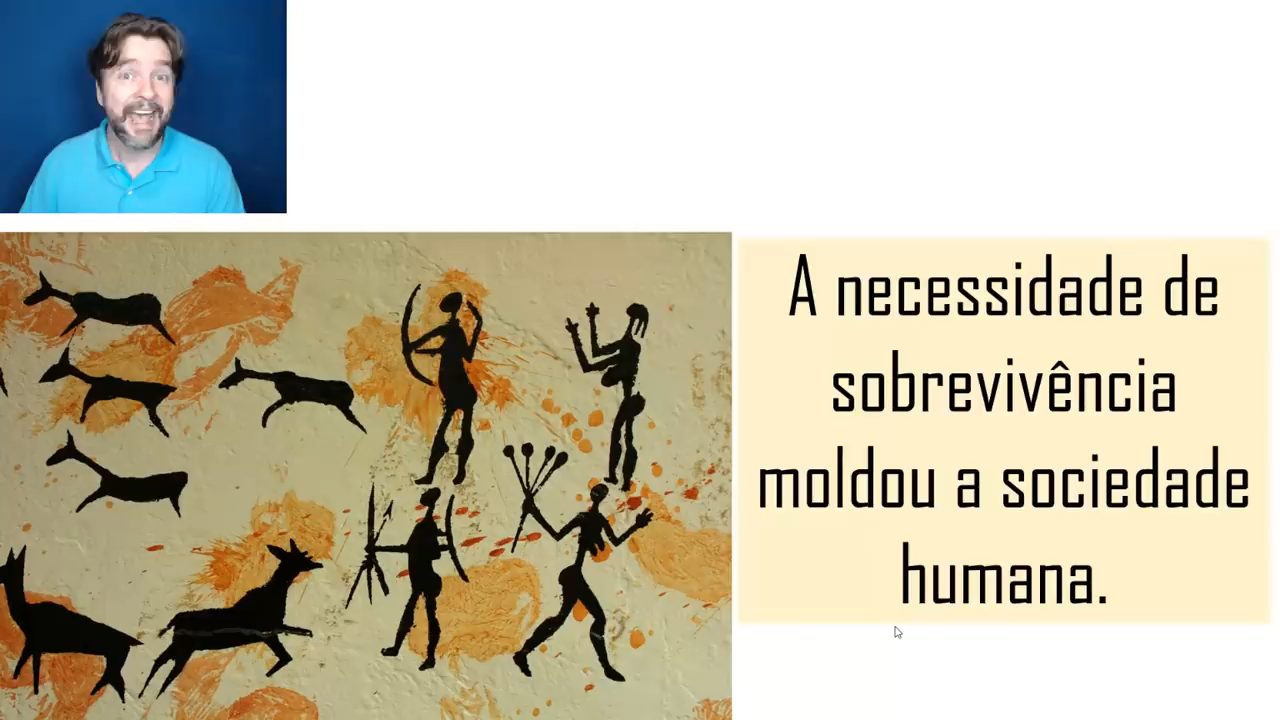 A necessidade de
sobrevivência
moldou a sociedade
humana.